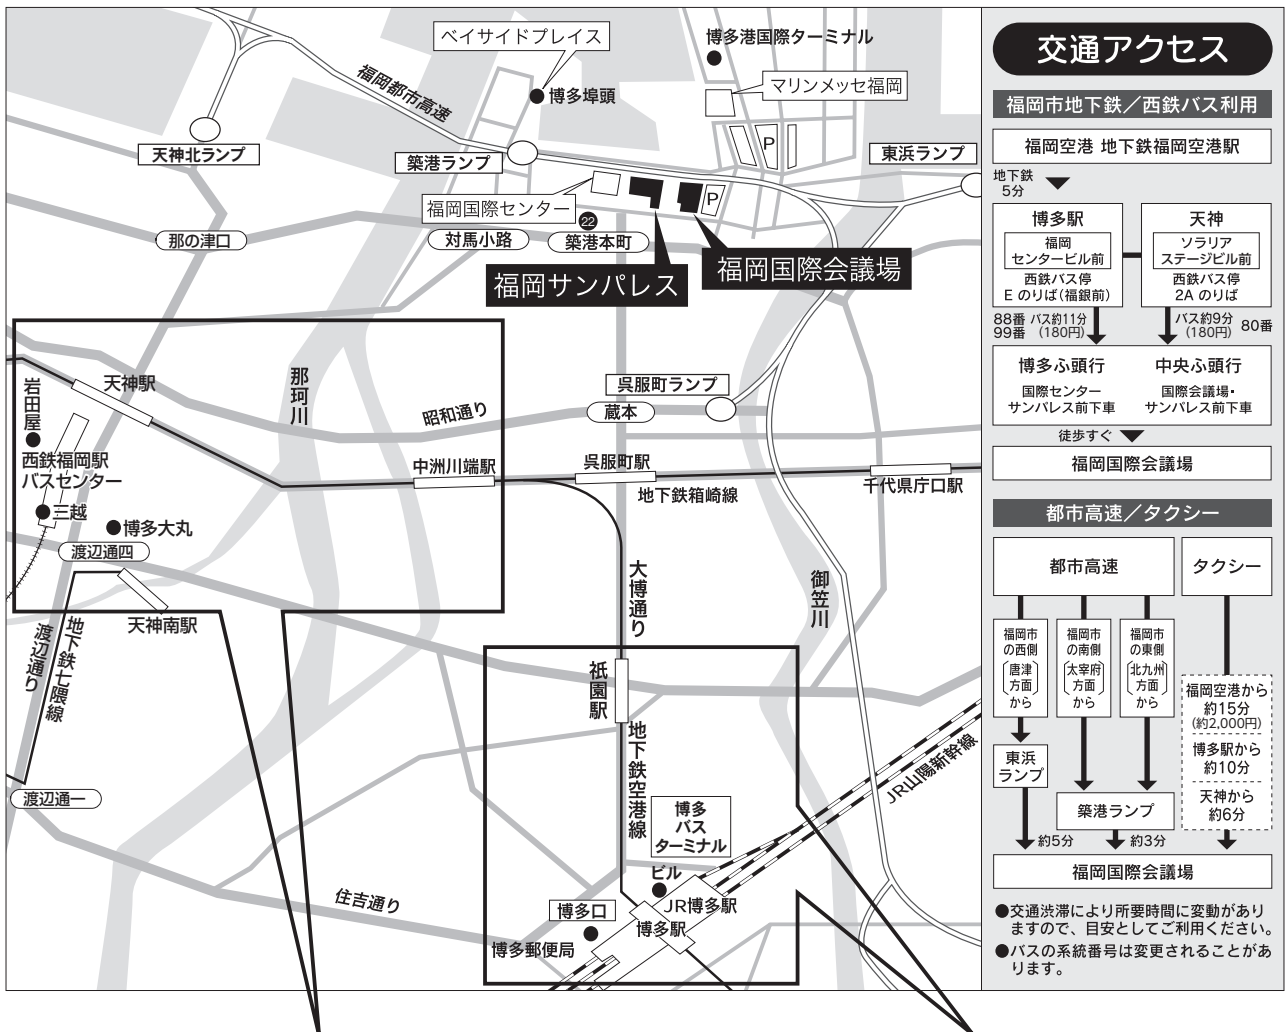 ベイサイドプレイス
博多港国際ターミナル
福岡都市高速
博多埠頭
マリンメッセ福岡
天神北ランプ
築港ランプ
P
東浜ランプ
福岡国際センター
P
22
那の津口
対馬小路
築港本町
福岡サンパレス
福岡国際会議場
天神駅
那珂川
岩田屋
昭和通り
呉服町ランプ
蔵本
西鉄福岡駅
バスセンター
中洲川端駅
呉服町駅
地下鉄箱崎線
千代県庁口駅
三越
博多大丸
渡辺通四
天神南駅
大博通り
御笠川
渡辺通り
地下鉄七隈線
祇園駅
地下鉄空港線
JR山陽新幹線
渡辺通一
博多
バス
ターミナル
ビル
住吉通り
博多口
JR博多駅
博多駅
博多郵便局
交通アクセス
福岡市地下鉄／西鉄バス利用
福岡空港 地下鉄福岡空港駅
地下鉄
5分
博多駅
福岡
センタービル前
西鉄バス停
E のりば(福銀前)
天神
ソラリア
ステージビル前
西鉄バス停
2A のりば
88番
99番
バス約11分
(180円)
バス約9分
(180円)
80番
博多ふ頭行
国際センター
サンパレス前下車
中央ふ頭行
国際会議場・
サンパレス前下車
徒歩すぐ
福岡国際会議場
都市高速／タクシー
都市高速
タクシー
福岡市
の西側
唐津
方面
から
福岡市
の南側
太宰府
方面
から
福岡市
の東側
北九州
方面
から
福岡空港から
約15分
(約2,000円)
博多駅から
約10分
天神から
約6分
東浜
ランプ
築港ランプ
約5分
約3分
福岡国際会議場
●交通渋滞により所要時間に変動があり
ますので、目安としてご利用ください。
●バスの系統番号は変更されることがあ
ります。